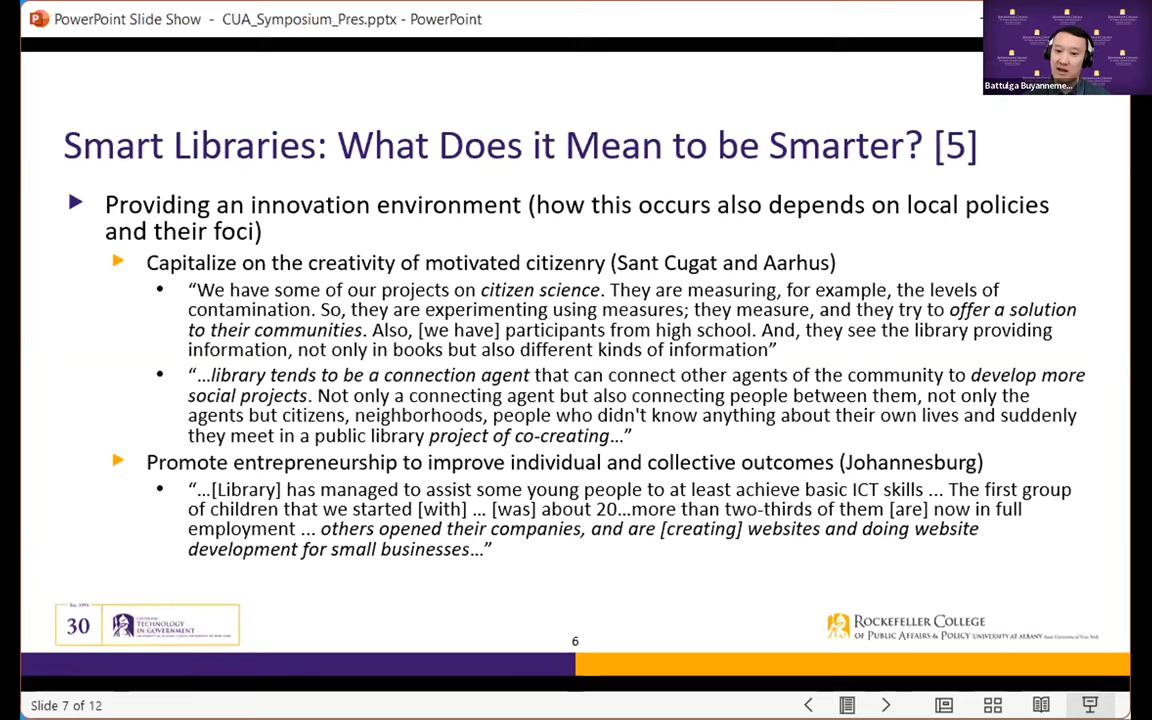 PowerPoint Slide Show - CUA_Symposium_Pres.pptx - PowerPoint
Battulga Buyanneme...
Smart Libraries: What Does it Mean to be Smarter? [5]
Providing an innovation environment (how this occurs also depends on local policies
and their foci)
Capitalize on the creativity of motivated citizenry (Sant Cugat and Aarhus)
• “We have some of our projects on citizen science. They are measuring, for example, the levels of
contamination. So, they are experimenting using measures; they measure, and they try to offer a solution
to their communities. Also, [we have] participants from high school. And, they see the library providing
information, not only in books but also different kinds of information”
• “…library tends to be a connection agent that can connect other agents of the community to develop more
social projects. Not only a connecting agent but also connecting people between them, not only the
agents but citizens, neighborhoods, people who didn't know anything about their own lives and suddenly
they meet in a public library project of co-creating…”
Promote entrepreneurship to improve individual and collective outcomes (Johannesburg)
• “…[Library] has managed to assist some young people to at least achieve basic ICT skills ... The first group
of children that we started [with] … [was] about 20…more than two-thirds of them [are] now in full
employment ... others opened their companies, and are [creating] websites and doing website
development for small businesses…”
30
TECHNOLOGY
IN GOVERNMENT
6
ROCKEFELLER COLLEGE
OF PUBLIC AFFAIRS & POLICY UNIVERSITY AT ALBANY State University of New York
Slide 7 of 12